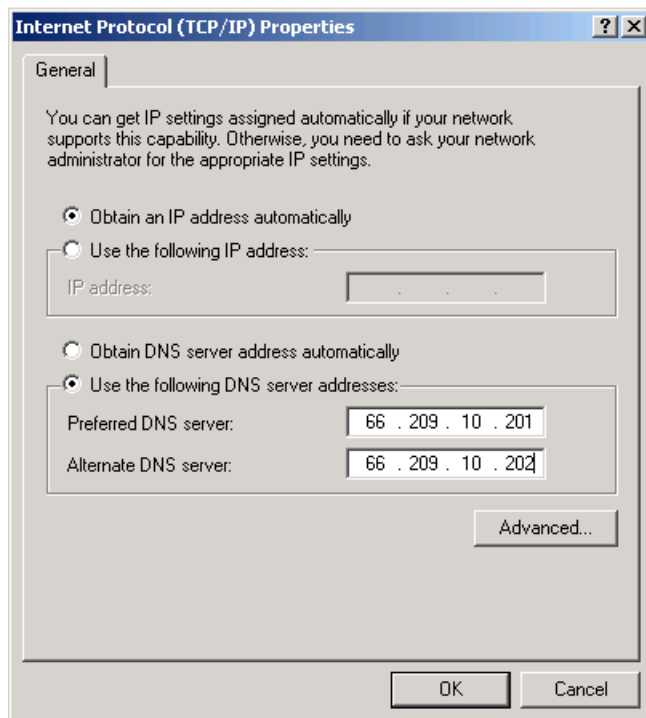 Internet Protocol (TCP/IP) Properties
General
You can get IP settings assigned automatically if your network
supports this capability. Otherwise, you need to ask your network
administrator for the appropriate IP settings.
Obtain an IP address automatically
Use the following IP address:
IP address: . . .
Obtain DNS server address automatically
Use the following DNS server addresses:
Preferred DNS server: 66 . 209 . 10 . 201
Alternate DNS server: 66 . 209 . 10 . 202
Advanced...
OK Cancel